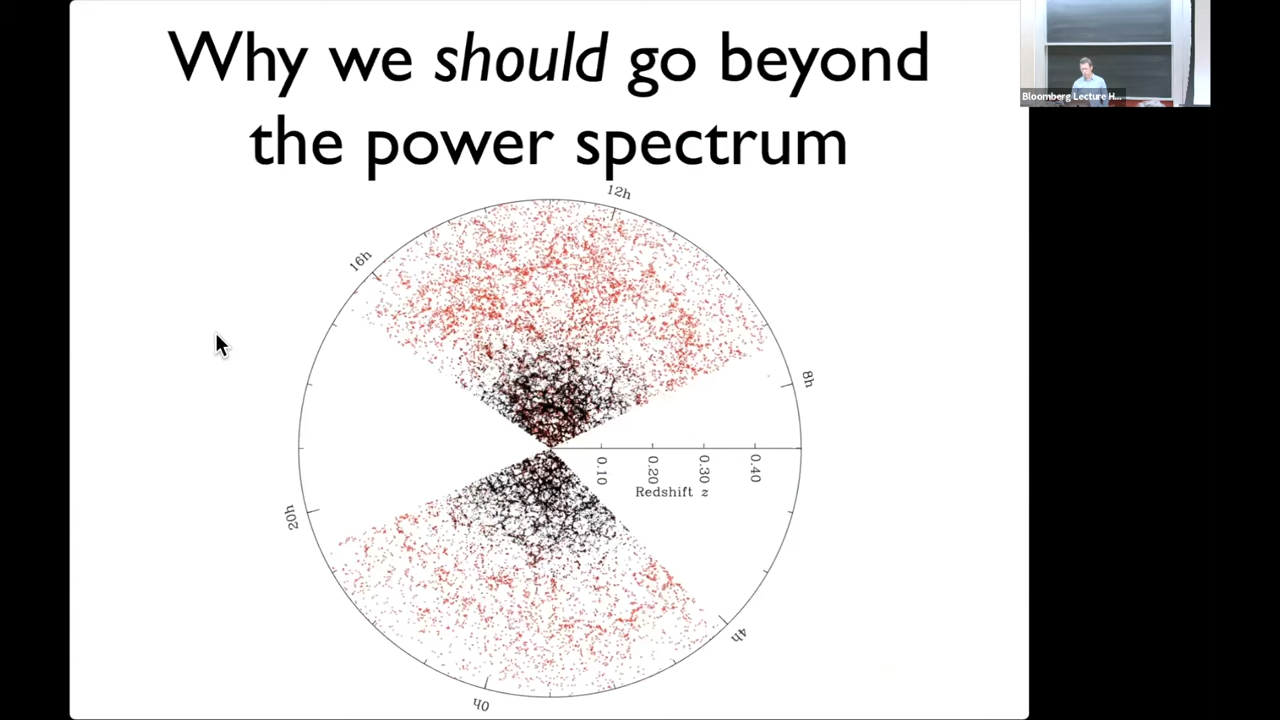 Why we should go beyond
the power spectrum
Bloomberg Lecture H...
12h
16h
8h
0.10
0.20
0.30
0.40
Redshift z
20h
4h
0h